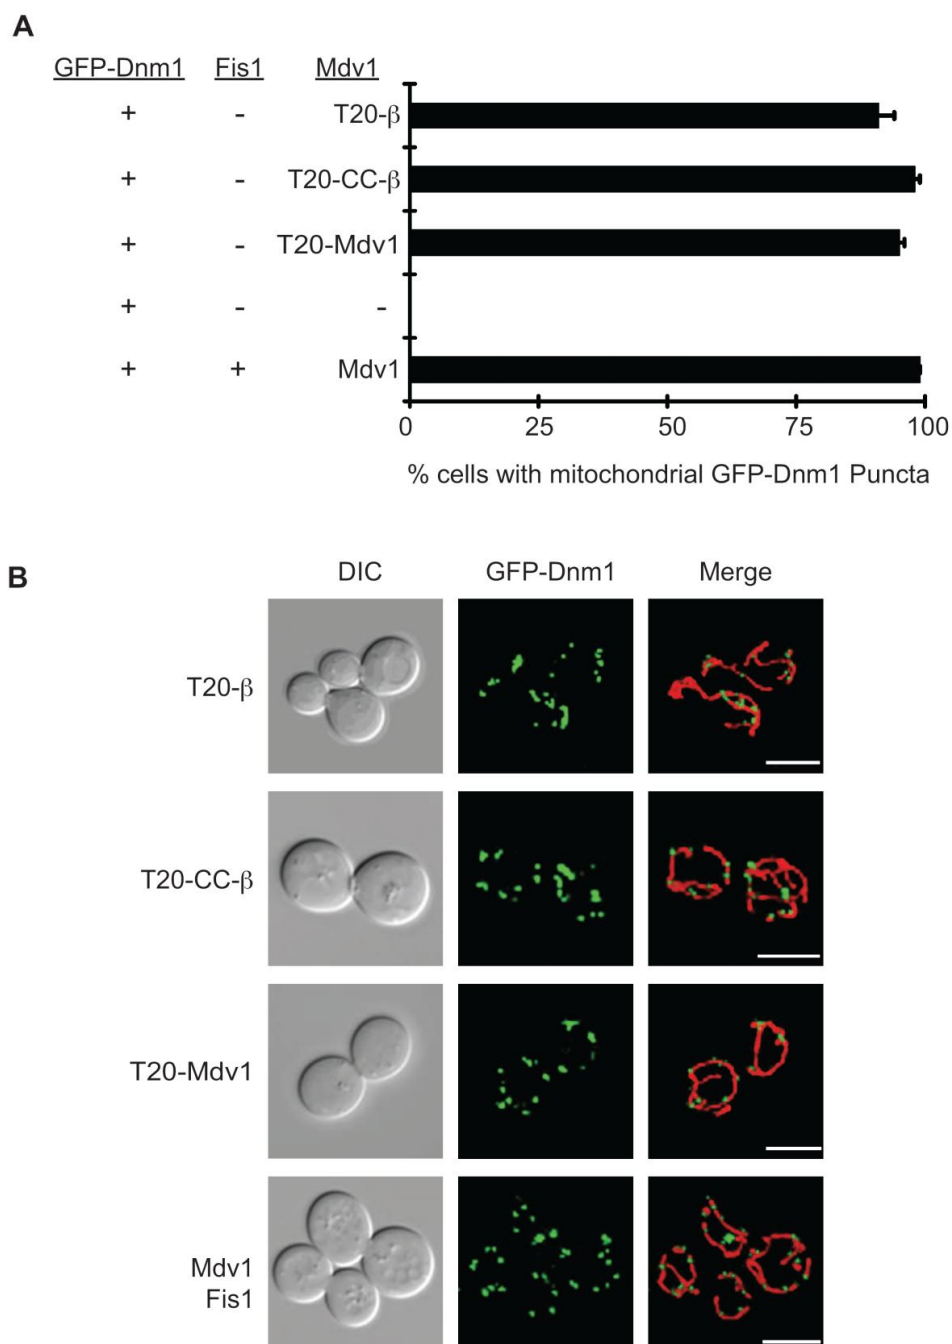 A
GFP-Dnm1 Fis1 Mdv1
+ - T20-β
+ - T20-CC-β
+ - T20-Mdv1
+ - -
+ + Mdv1
0 25 50 75 100
% cells with mitochondrial GFP-Dnm1 Puncta
B
DIC GFP-Dnm1 Merge
T20-β
T20-CC-β
T20-Mdv1
Mdv1
Fis1